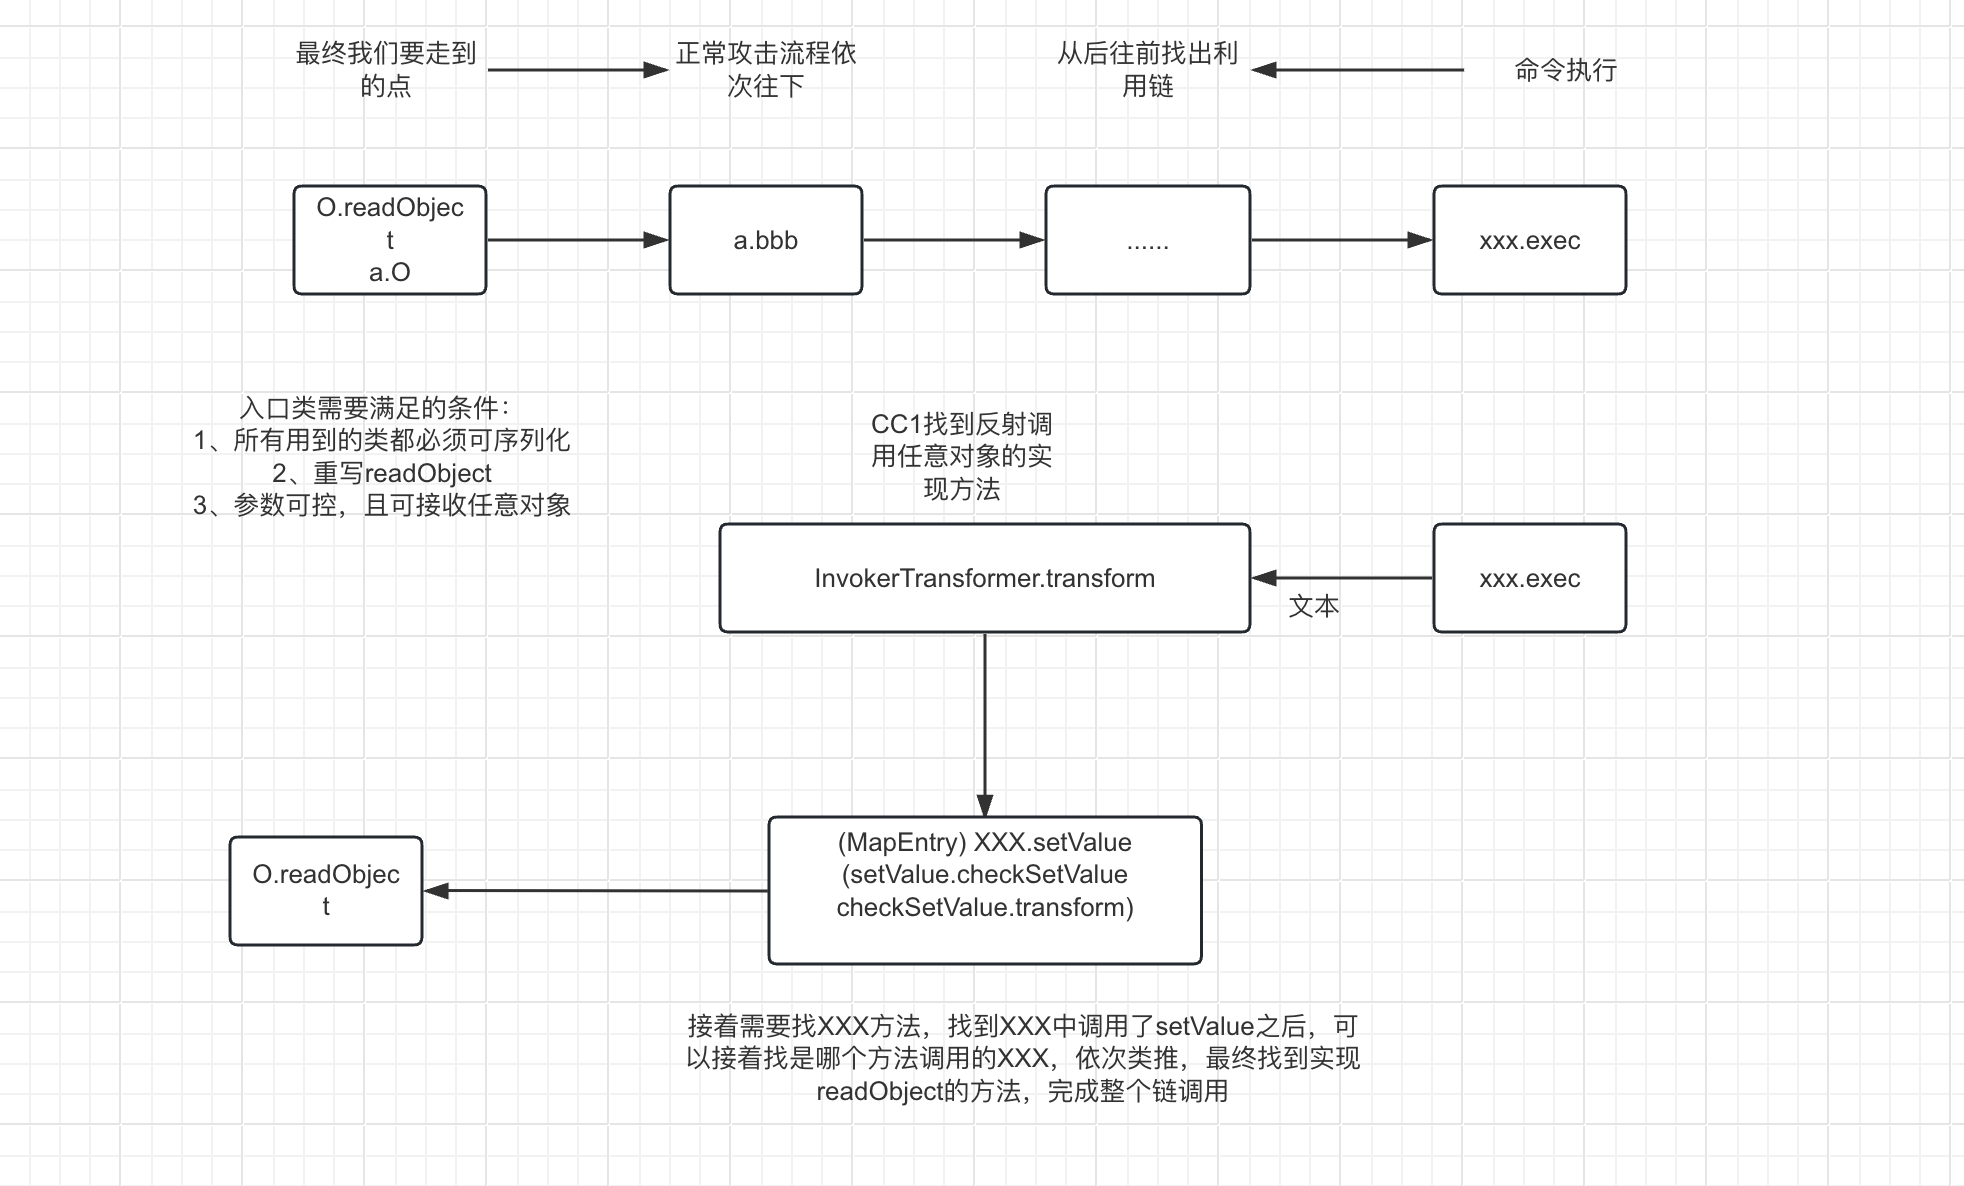 最终我们要走到
的点
正常攻击流程依
次往下
从后往前找出利
用链
命令执行
O.readObjec
t
a.O
a.bbb
......
xxx.exec
入口类需要满足的条件：
1、所有用到的类都必须可序列化
2、重写readObject
3、参数可控，且可接收任意对象
CC1找到反射调
用任意对象的实
现方法
InvokerTransformer.transform
文本
xxx.exec
O.readObjec
t
(MapEntry) XXX.setValue
(setValue.checkSetValue
checkSetValue.transform)
接着需要找XXX方法，找到XXX中调用了setValue之后，可
以接着找是哪个方法调用的XXX，依次类推，最终找到实现
readObject的方法，完成整个链调用